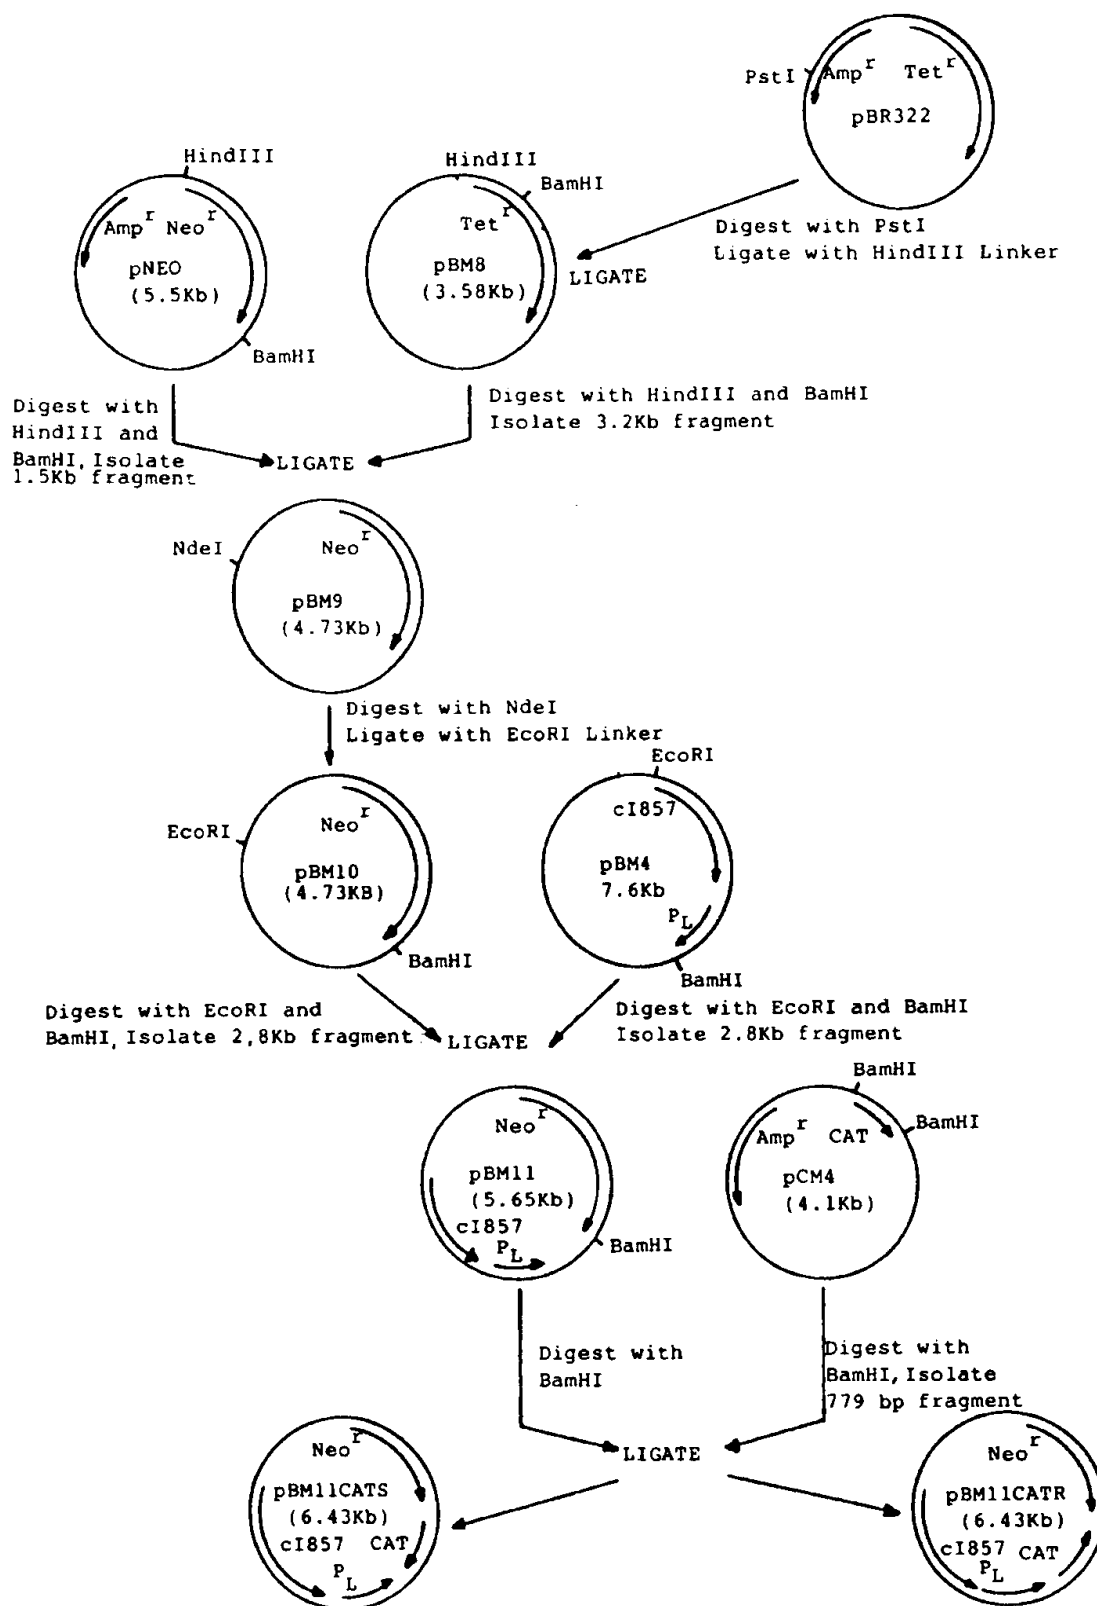 PstI
Amp^r Tet^r
pBR322
HindIII
Amp^r Neo^r
pNEO
(5.5Kb)
BamHI
HindIII
BamHI
Tet^r
pBM8
(3.58Kb)
LIGATE
Digest with PstI
Ligate with HindIII Linker
Digest with
HindIII and
BamHI, Isolate
1.5Kb fragment
Digest with HindIII and BamHI
Isolate 3.2Kb fragment
LIGATE
NdeI
Neo^r
pBM9
(4.73Kb)
Digest with NdeI
Ligate with EcoRI Linker
EcoRI
Neo^r
pBM10
(4.73KB)
BamHI
EcoRI
cI857
pBM4
7.6Kb
P_L
BamHI
Digest with EcoRI and
BamHI, Isolate 2,8Kb fragment
LIGATE
Digest with EcoRI and BamHI
Isolate 2.8Kb fragment
Neo^r
pBM11
(5.65Kb)
cI857
P_L
BamHI
BamHI
BamHI
Amp^r CAT
pCM4
(4.1Kb)
Digest with
BamHI
Digest with
BamHI, Isolate
779 bp fragment
LIGATE
Neo^r
pBM11CATS
(6.43Kb)
cI857 CAT
P_L
Neo^r
pBM11CATR
(6.43Kb)
cI857 CAT
P_L